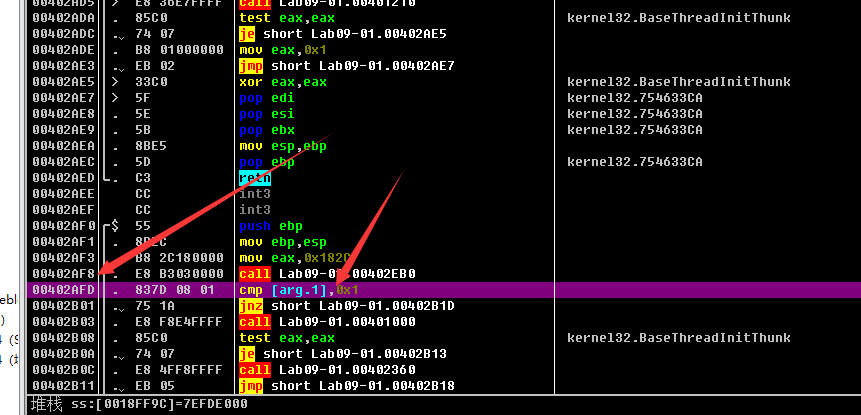 00402AD5 > E8 36E7FFFF call Lab09-01.00401210
00402ADA . 85C0 test eax,eax kernel32.BaseThreadInitThunk
00402ADC . 74 07 je short Lab09-01.00402AE5
00402ADE . B8 01000000 mov eax,0x1
00402AE3 . EB 02 jmp short Lab09-01.00402AE7
00402AE5 > 33C0 xor eax,eax kernel32.BaseThreadInitThunk
00402AE7 > 5F pop edi kernel32.754633CA
00402AE8 . 5E pop esi kernel32.754633CA
00402AE9 . 5B pop ebx kernel32.754633CA
00402AEA . 8BE5 mov esp,ebp
00402AEC . 5D pop ebp kernel32.754633CA
00402AED . C3 retn
00402AEE CC int3
00402AEF CC int3
00402AF0 $ 55 push ebp
00402AF1 . 8BEC mov ebp,esp
00402AF3 . B8 2C180000 mov eax,0x182C
00402AF8 . E8 B3030000 call Lab09-01.00402EB0
00402AFD . 837D 08 01 cmp [arg.1],0x1
00402B01 . 75 1A jnz short Lab09-01.00402B1D
00402B03 . E8 F8E4FFFF call Lab09-01.00401000
00402B08 . 85C0 test eax,eax kernel32.BaseThreadInitThunk
00402B0A . 74 07 je short Lab09-01.00402B13
00402B0C . E8 4FF8FFFF call Lab09-01.00402360
00402B11 . EB 05 jmp short Lab09-01.00402B18
堆栈 ss:[0018FF9C]=7EFDE000